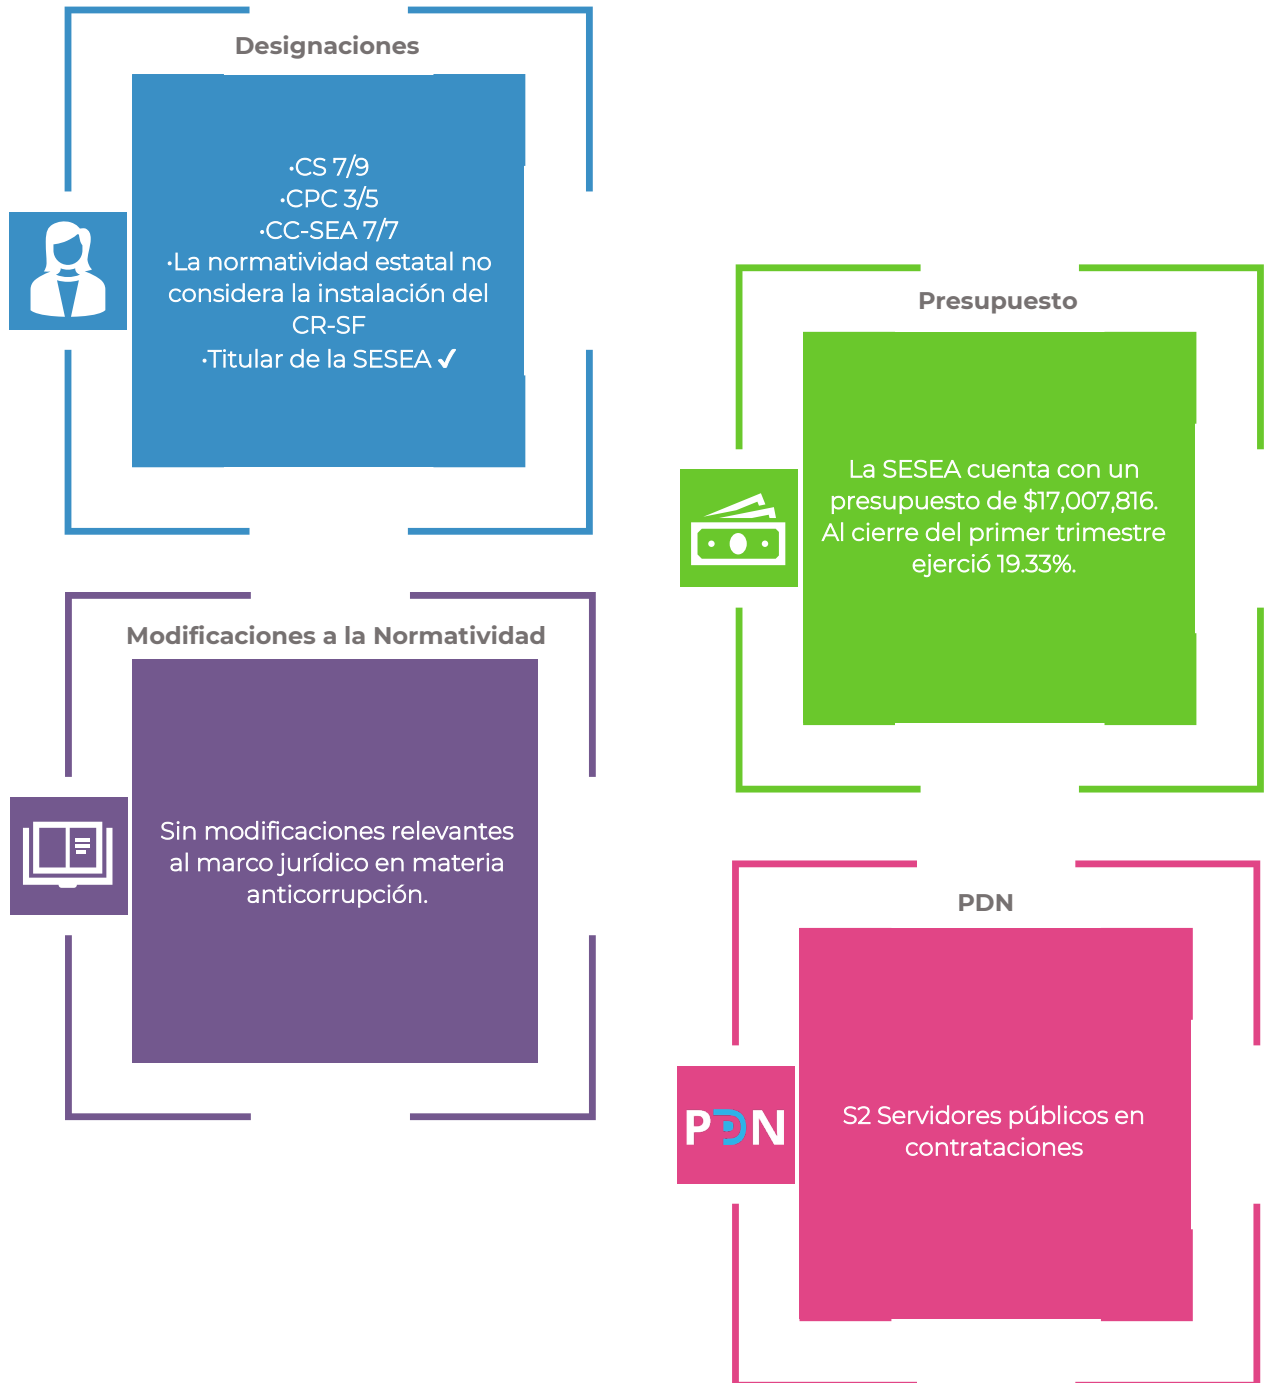 Designaciones
•CS 7/9
•CPC 3/5
•CC-SEA 7/7
•La normatividad estatal no
considera la instalación del
CR-SF
•Titular de la SESEA ✓
Presupuesto
La SESEA cuenta con un
presupuesto de $17,007,816.
Al cierre del primer trimestre
ejerció 19.33%.
Modificaciones a la Normatividad
Sin modificaciones relevantes
al marco jurídico en materia
anticorrupción.
PDN
PDN
S2 Servidores públicos en
contrataciones